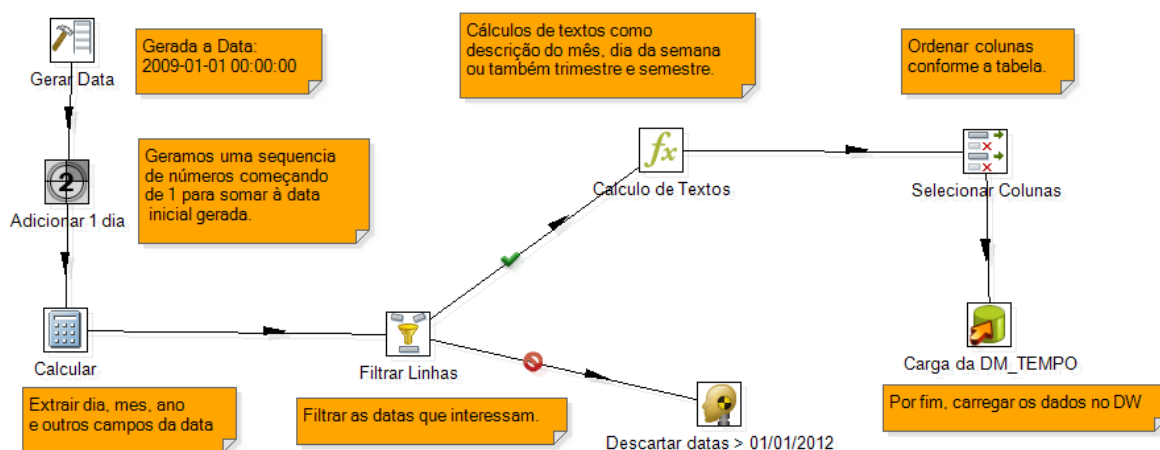 Gerar Data
Gerada a Data:
2009-01-01 00:00:00
Cálculos de textos como
descrição do mês, dia da semana
ou também trimestre e semestre.
Ordenar colunas
conforme a tabela.
2
Adicionar 1 dia
Geramos uma sequencia
de números começando
de 1 para somar à data
inicial gerada.
fx
Calculo de Textos
Selecionar Colunas
Calcular
Extrair dia, mes, ano
e outros campos da data
Filtrar Linhas
Filtrar as datas que interessam.
Descartar datas > 01/01/2012
Carga da DM_TEMPO
Por fim, carregar os dados no DW